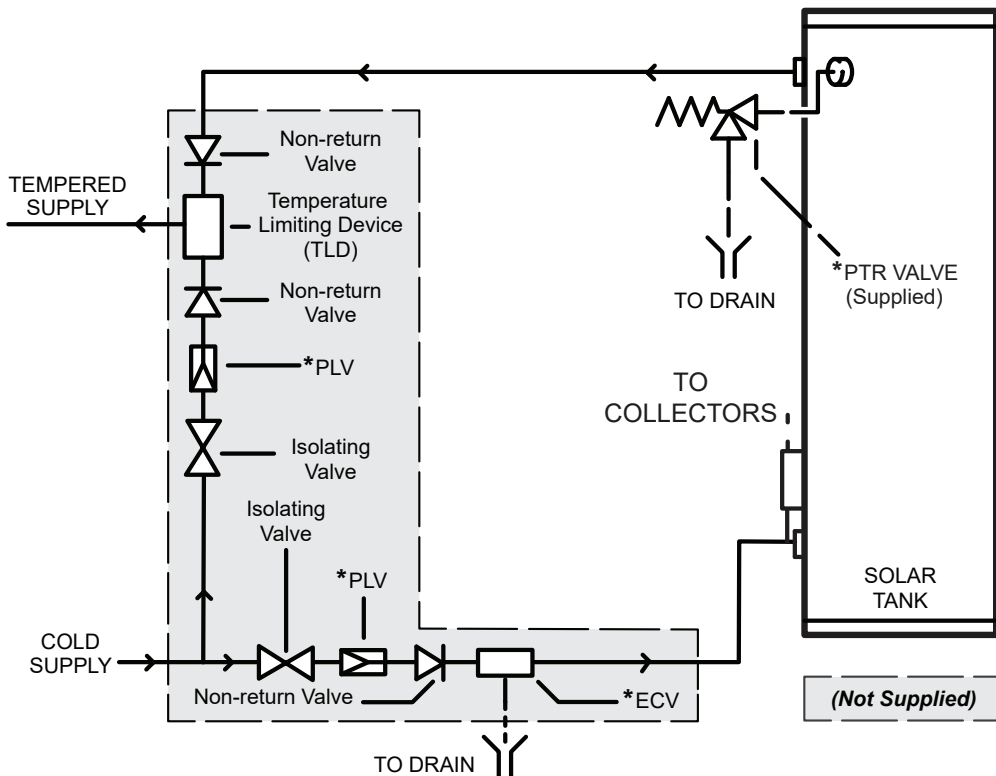 Non-return
Valve
TEMPERED
SUPPLY
Temperature
Limiting Device
(TLD)
*PTR VALVE
(Supplied)
Non-return
Valve
TO DRAIN
*PLV
TO
COLLECTORS
Isolating
Valve
Isolating
Valve
*PLV
SOLAR
TANK
COLD
SUPPLY
Non-return Valve
*ECV
(Not Supplied)
TO DRAIN